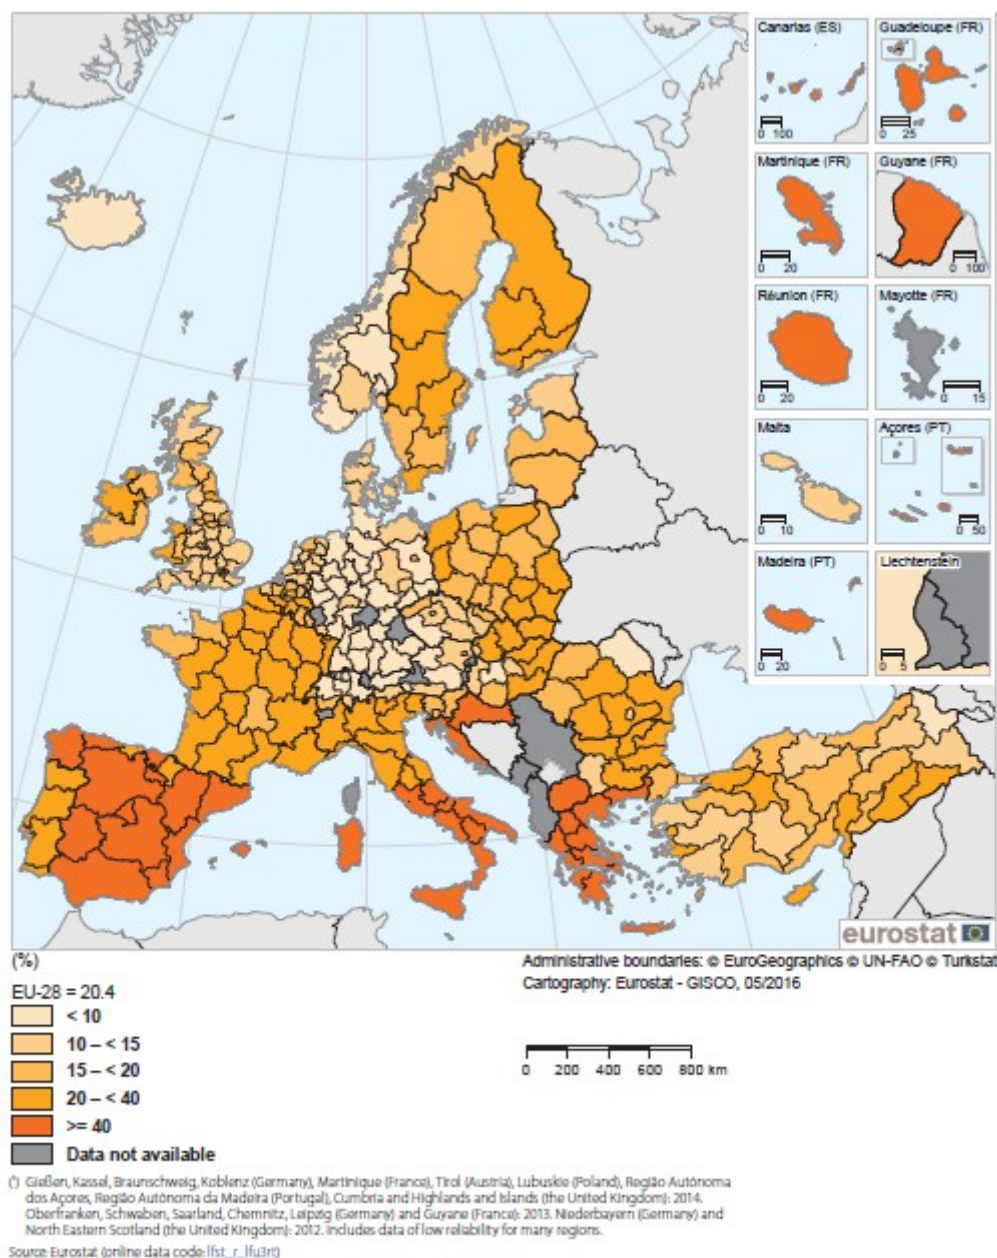 Canarias (ES)
0 100
Guadeloupe (FR)
0 25
Martinique (FR)
0 20
Guyane (FR)
0 100
Réunion (FR)
0 20
Mayotte (FR)
0 15
Malta
0 10
Açores (PT)
0 50
Madeira (PT)
0 20
Liechtenstein
0 5
eurostat
(%)
Administrative boundaries: © EuroGeographics © UN-FAO © Turkstat
Cartography: Eurostat - GISCO, 05/2016
EU-28 = 20.4
< 10
10 – < 15
15 – < 20
20 – < 40
>= 40
Data not available
0 200 400 600 800 km
(¹) Gießen, Kassel, Braunschweig, Koblenz (Germany), Martinique (France), Tirol (Austria), Lubuskie (Poland), Região Autónoma
dos Açores, Região Autónoma da Madeira (Portugal), Cumbria and Highlands and Islands (the United Kingdom): 2014.
Oberfranken, Schwaben, Saarland, Chemnitz, Leipzig (Germany) and Guyane (France): 2013. Niederbayern (Germany) and
North Eastern Scotland (the United Kingdom): 2012. Includes data of low reliability for many regions.
Source: Eurostat (online data code: lfst_r_lfu3rt)